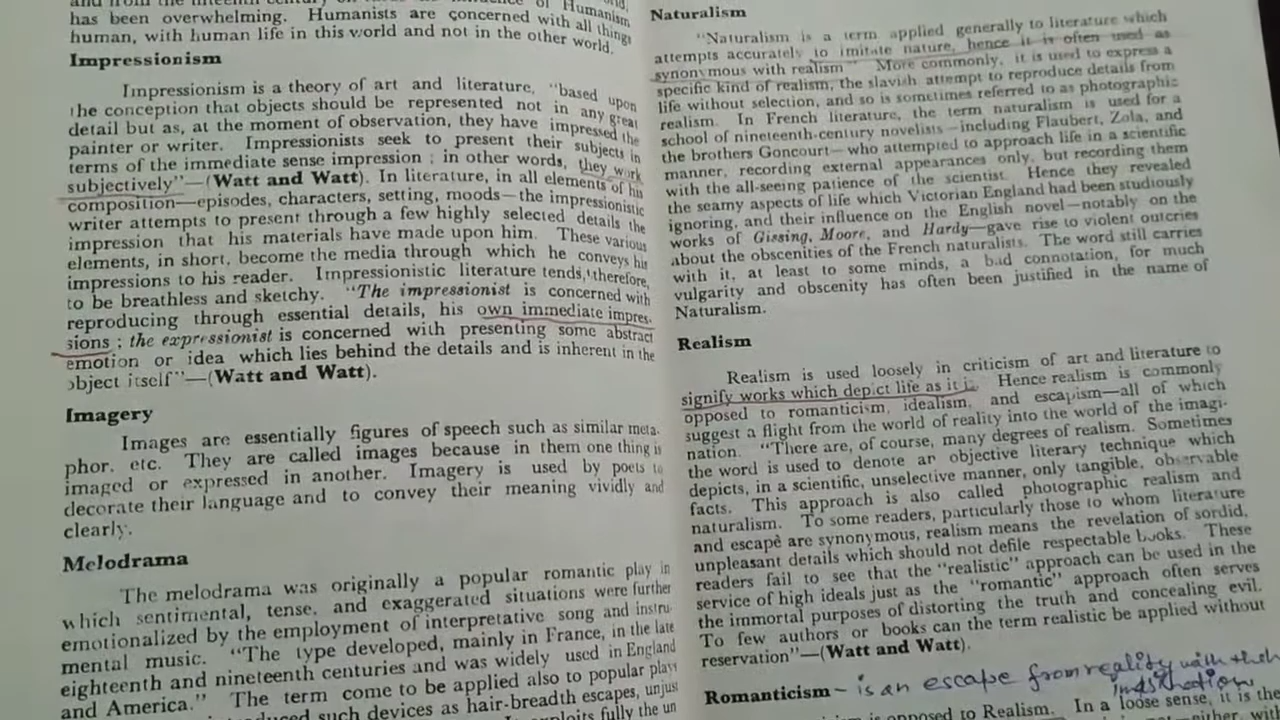 and from the fifteenth century on
has been overwhelming. Humanists are concerned with all things
human, with human life in this world and not in the other world.
Impressionism
Impressionism is a theory of art and literature, "based upon
the conception that objects should be represented not in any great
detail but as, at the moment of observation, they have impressed the
painter or writer. Impressionists seek to present their subjects in
terms of the immediate sense impression ; in other words, they work
subjectively"—(Watt and Watt). In literature, in all elements of his
composition—episodes, characters, setting, moods—the impressionistic
writer attempts to present through a few highly selected details the
impression that his materials have made upon him. These various
elements, in short, become the media through which he conveys his
impressions to his reader. Impressionistic literature tends, therefore,
to be breathless and sketchy. "The impressionist is concerned with
reproducing through essential details, his own immediate impres-
sions ; the expressionist is concerned with presenting some abstract
emotion or idea which lies behind the details and is inherent in the
object itself"—(Watt and Watt).
Imagery
Images are essentially figures of speech such as similar meta-
phor. etc. They are called images because in them one thing is
imaged or expressed in another. Imagery is used by poets to
decorate their language and to convey their meaning vividly and
clearly.
Melodrama
The melodrama was originally a popular romantic play in
which sentimental, tense, and exaggerated situations were further
emotionalized by the employment of interpretative song and instru-
mental music. "The type developed, mainly in France, in the late
eighteenth and nineteenth centuries and was widely used in England
and America." The term come to be applied also to popular plays
such devices as hair-breadth escapes, unjus
exploits fully the un
Naturalism
"Naturalism is a term applied generally to literature which
attempts accurately to imitate nature, hence it is often used as
synonymous with realism" More commonly, it is used to express a
specific kind of realism, the slavish attempt to reproduce details from
life without selection, and so is sometimes referred to as photographic
realism. In French literature, the term naturalism is used for a
school of nineteenth-century novelists—including Flaubert, Zola, and
the brothers Goncourt—who attempted to approach life in a scientific
manner, recording external appearances only, but recording them
with the all-seeing patience of the scientist. Hence they revealed
the seamy aspects of life which Victorian England had been studiously
ignoring, and their influence on the English novel—notably on the
works of Gissing, Moore, and Hardy—gave rise to violent outcries
about the obscenities of the French naturalists. The word still carries
with it, at least to some minds, a bad connotation, for much
vulgarity and obscenity has often been justified in the name of
Naturalism.
Realism
Realism is used loosely in criticism of art and literature to
signify works which depict life as it i. Hence realism is commonly
opposed to romanticism, idealism, and escapism—all of which
suggest a flight from the world of reality into the world of the imagi-
nation. "There are, of course, many degrees of realism. Sometimes
the word is used to denote an objective literary technique which
depicts, in a scientific, unselective manner, only tangible, observable
facts. This approach is also called photographic realism and
naturalism. To some readers, particularly those to whom literature
and escape are synonymous, realism means the revelation of sordid,
unpleasant details which should not defile respectable books. These
readers fail to see that the "realistic" approach can be used in the
service of high ideals just as the "romantic" approach often serves
the immortal purposes of distorting the truth and concealing evil.
To few authors or books can the term realistic be applied without
reservation"—(Watt and Watt).
Romanticism – is an escape from reality with
is opposed to Realism. In a loose sense, it is the